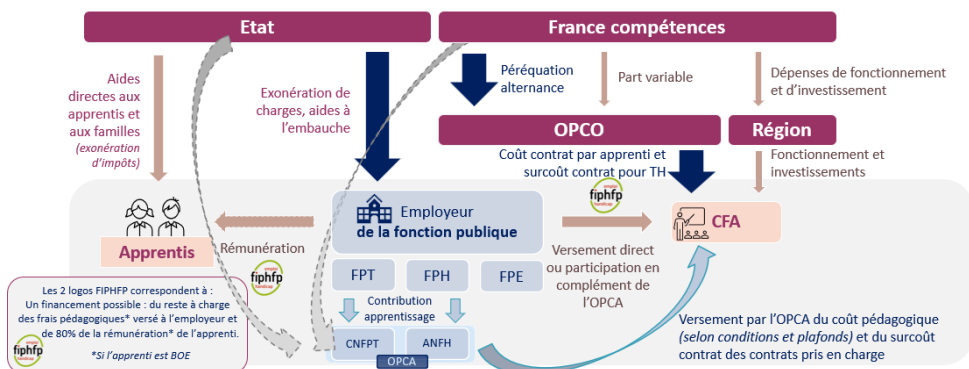 Etat
France compétences
Aides
directes aux
apprentis et
aux familles
(exonération
d'impôts)
Exonération de
charges, aides à
l'embauche
Péréquation
alternance
Part variable
Dépenses de fonctionnement
et d'investissement
OPCO
Région
Coût contrat par apprenti et
surcoût contrat pour TH
Fonctionnement et
investissements
emploi
fiphfp
handicap
Employeur
de la fonction publique
CFA
Apprentis
Rémunération
emploi
fiphfp
handicap
Versement direct
ou participation en
complément de
l'OPCA
FPT
FPH
FPE
Contribution
apprentissage
CNFPT
ANFH
OPCA
Les 2 logos FIPHFP correspondent à :
Un financement possible : du reste à charge
des frais pédagogiques* versé à l'employeur et
de 80% de la rémunération* de l'apprenti.
*Si l'apprenti est BOE
emploi
fiphfp
handicap
Versement par l'OPCA du coût pédagogique
(selon conditions et plafonds) et du surcoût
contrat des contrats pris en charge